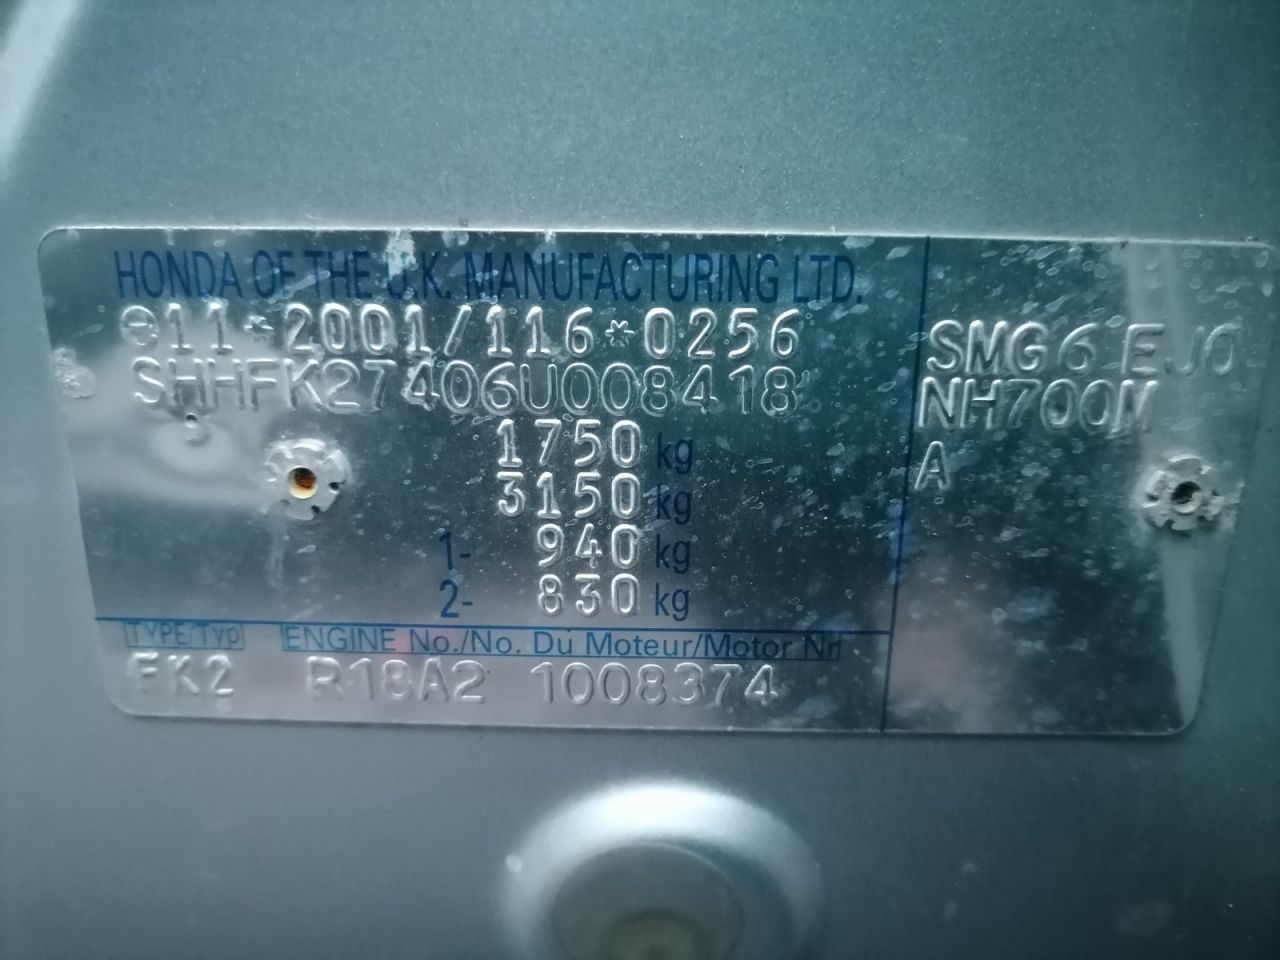 HONDA OF THE U.K. MANUFACTURING LTD.
e11*2001/116*0256
SHHFK27406U008418
1750 kg
3150 kg
1- 940 kg
2- 830 kg
TYPE/Typ ENGINE No./No. Du Moteur/Motor Nr
FK2 R18A2 1008374
SMG6 EJ0
NH700M
A